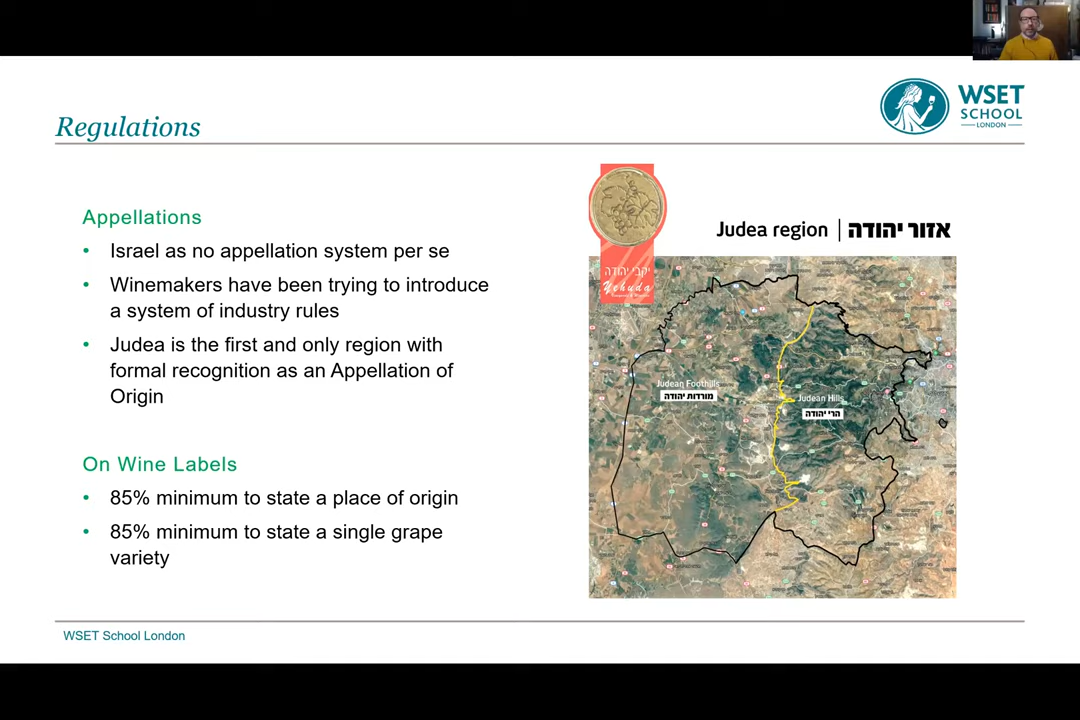 WSET
SCHOOL
LONDON
Regulations
Appellations
• Israel as no appellation system per se
• Winemakers have been trying to introduce
a system of industry rules
• Judea is the first and only region with
formal recognition as an Appellation of
Origin
On Wine Labels
• 85% minimum to state a place of origin
• 85% minimum to state a single grape
variety
Judea region | אזור יהודה
יקבי יהודה
Yehuda
Judean Foothills
מורדות יהודה
Judean Hills
הרי יהודה
WSET School London